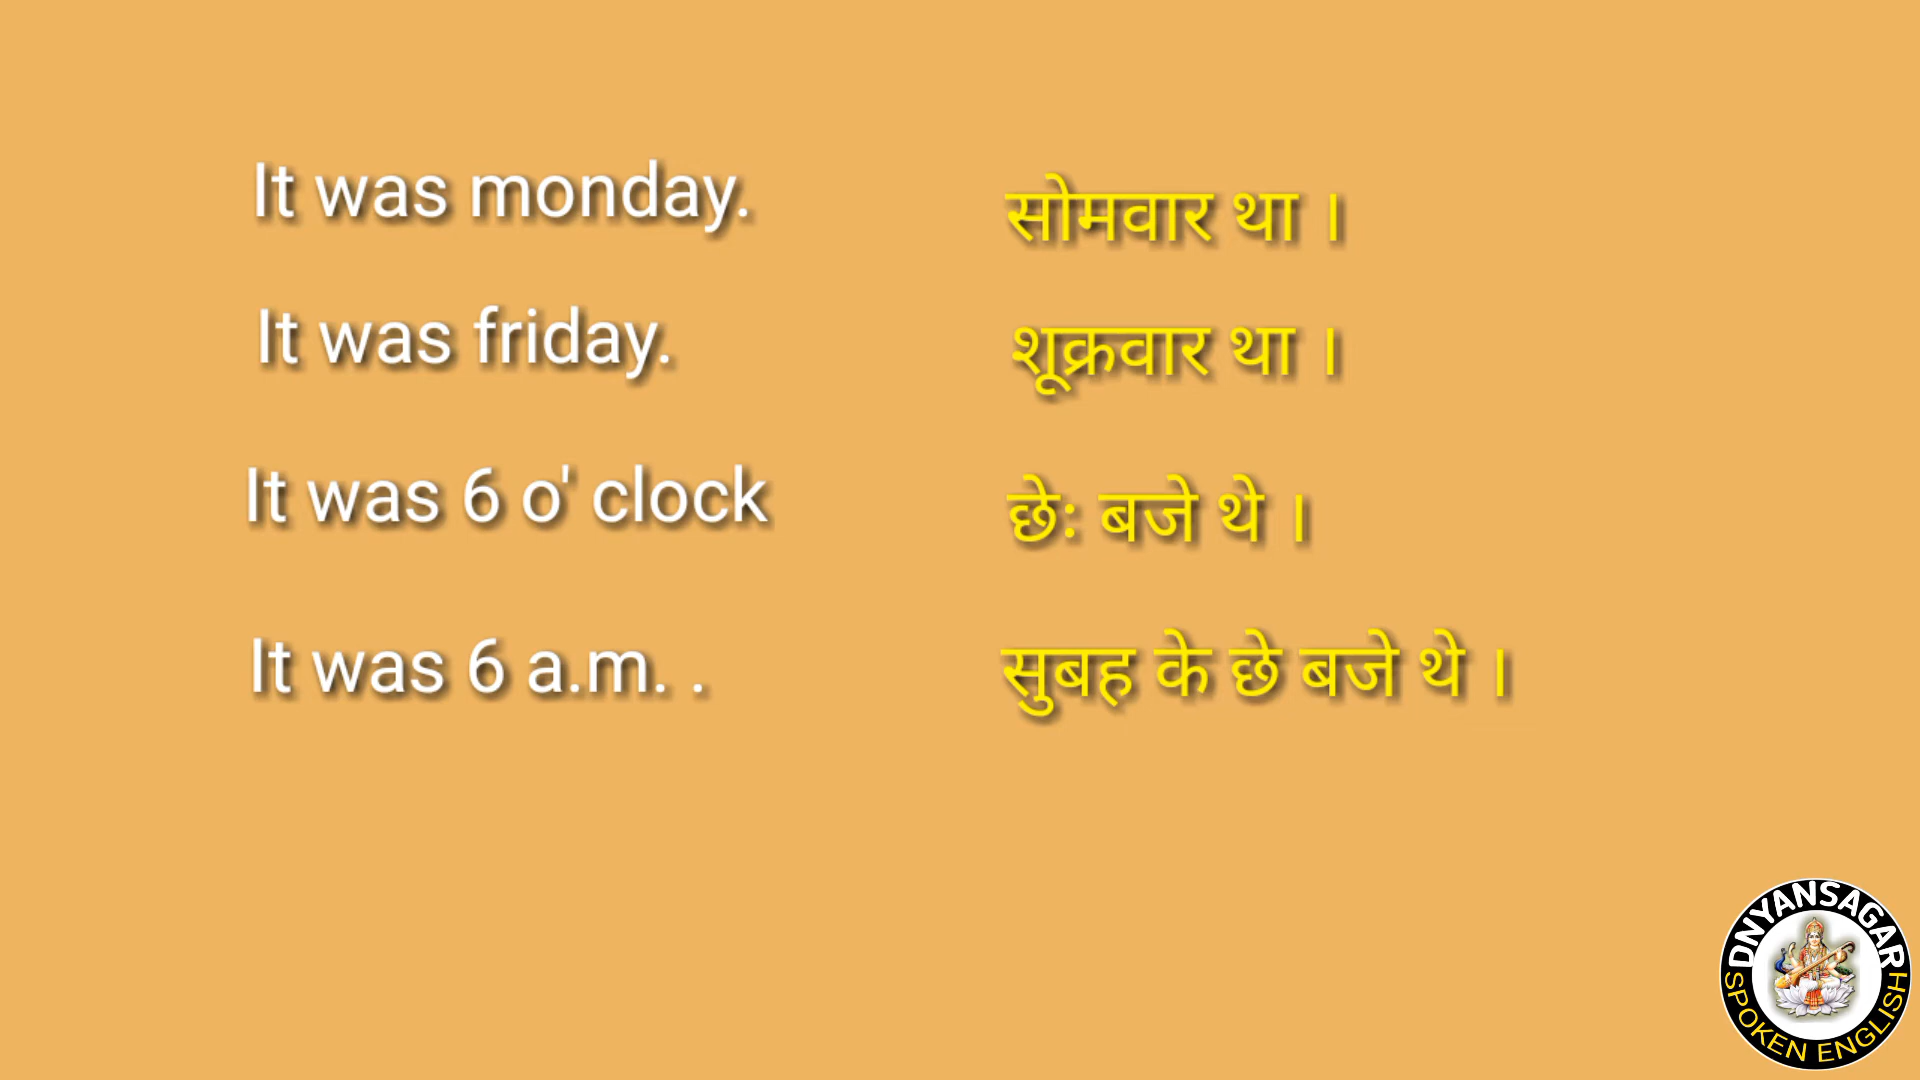 It was monday. सोमवार था ।
It was friday. शूक्रवार था ।
It was 6 o' clock छे: बजे थे ।
It was 6 a.m. . सुबह के छे बजे थे ।
DNYANSAGAR
SPOKEN ENGLISH